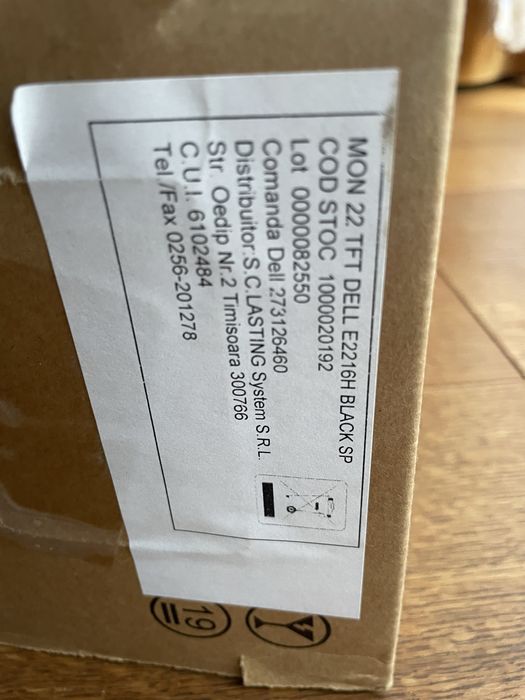 MON 22 TFT DELL E2216H BLACK SP
COD STOC 1000020192
Lot 0000082550
Comanda Dell 273126460
Distribuitor:S.C.LASTING System S.R.L.
Str. Oedip Nr.2 Timisoara 300766
C.U.I. 6102484
Tel./Fax 0256-201278
19